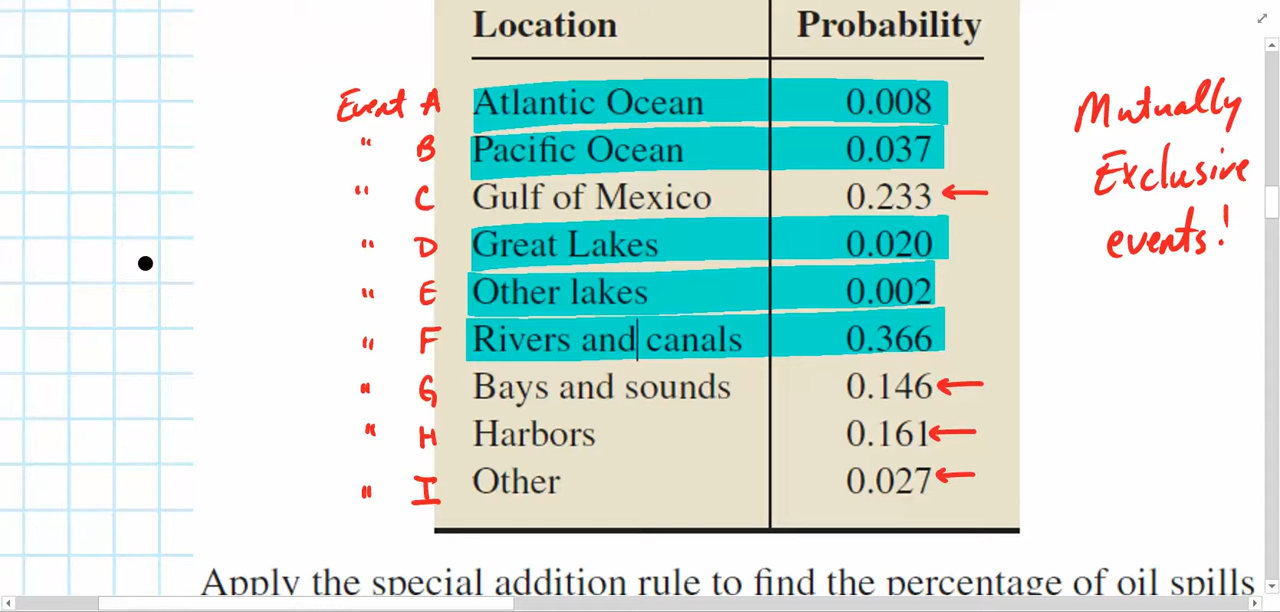 Location Probability
Event A Atlantic Ocean 0.008
" B Pacific Ocean 0.037
" C Gulf of Mexico 0.233
" D Great Lakes 0.020
" E Other lakes 0.002
" F Rivers and canals 0.366
" G Bays and sounds 0.146
" H Harbors 0.161
" I Other 0.027
Mutually
Exclusive
events!
Apply the special addition rule to find the percentage of oil spills